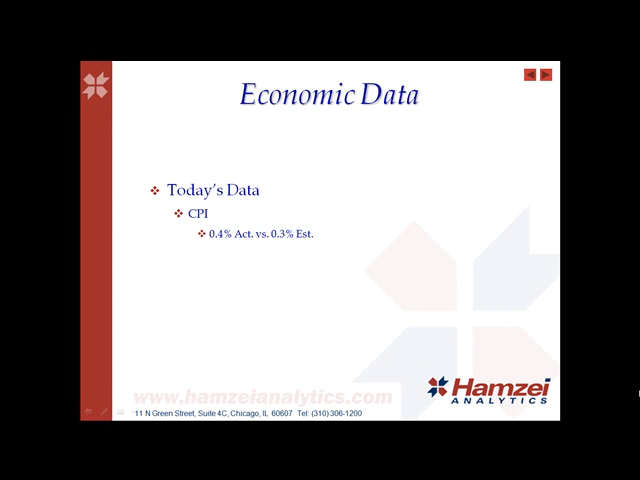 Economic Data
Today's Data
CPI
0.4% Act. vs. 0.3% Est.
www.hamzeianalytics.com
Hamzei
ANALYTICS
11 N Green Street, Suite 4C, Chicago, IL 60607 Tel: (310) 306-1200